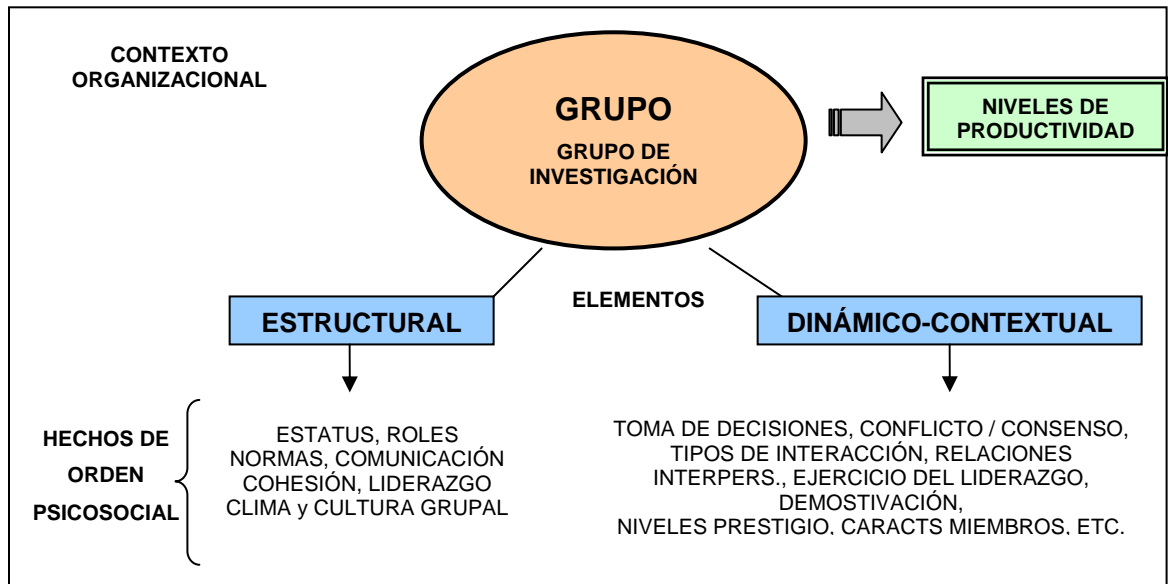 CONTEXTO
ORGANIZACIONAL
GRUPO
GRUPO DE
INVESTIGACIÓN
NIVELES DE
PRODUCTIVIDAD
ELEMENTOS
ESTRUCTURAL
DINÁMICO-CONTEXTUAL
HECHOS DE
ORDEN
PSICOSOCIAL
ESTATUS, ROLES
NORMAS, COMUNICACIÓN
COHESIÓN, LIDERAZGO
CLIMA y CULTURA GRUPAL
TOMA DE DECISIONES, CONFLICTO / CONSENSO,
TIPOS DE INTERACCIÓN, RELACIONES
INTERPERS., EJERCICIO DEL LIDERAZGO,
DEMOSTIVACIÓN,
NIVELES PRESTIGIO, CARACTS MIEMBROS, ETC.